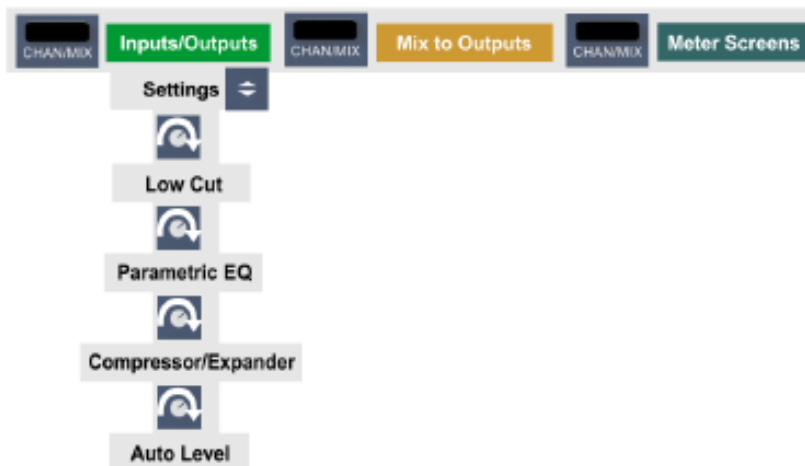 CHAN/MIX Inputs/Outputs CHAN/MIX Mix to Outputs CHAN/MIX Meter Screens
Settings
Low Cut
Parametric EQ
Compressor/Expander
Auto Level